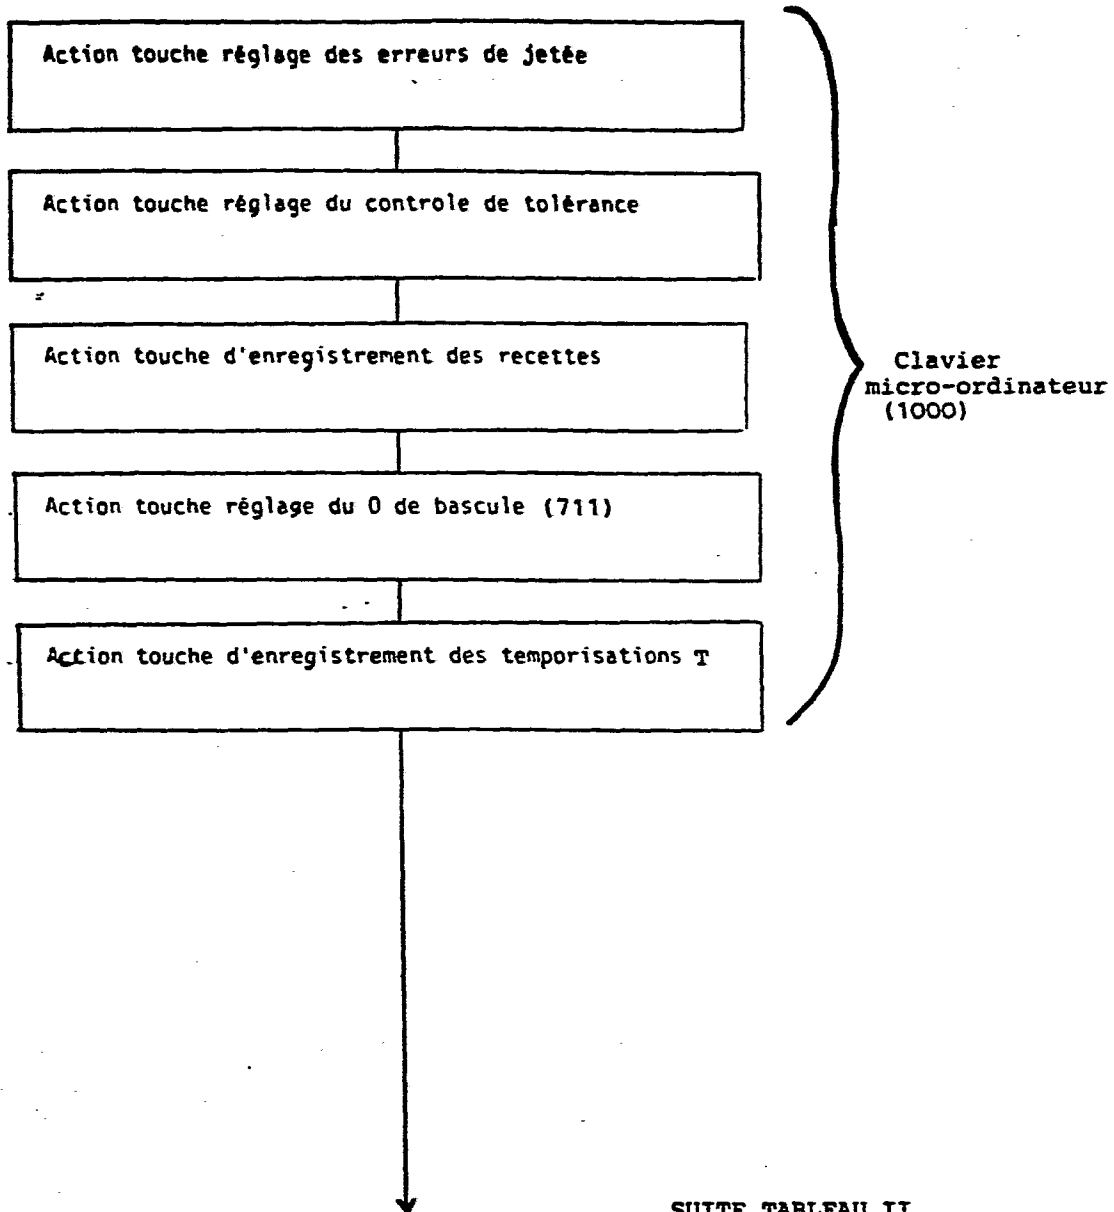 Action touche réglage des erreurs de jetée
Action touche réglage du controle de tolérance
Action touche d'enregistrement des recettes
Action touche réglage du 0 de bascule (711)
Action touche d'enregistrement des temporisations T
Clavier
micro-ordinateur
(1000)
SUITE TABLEAU II